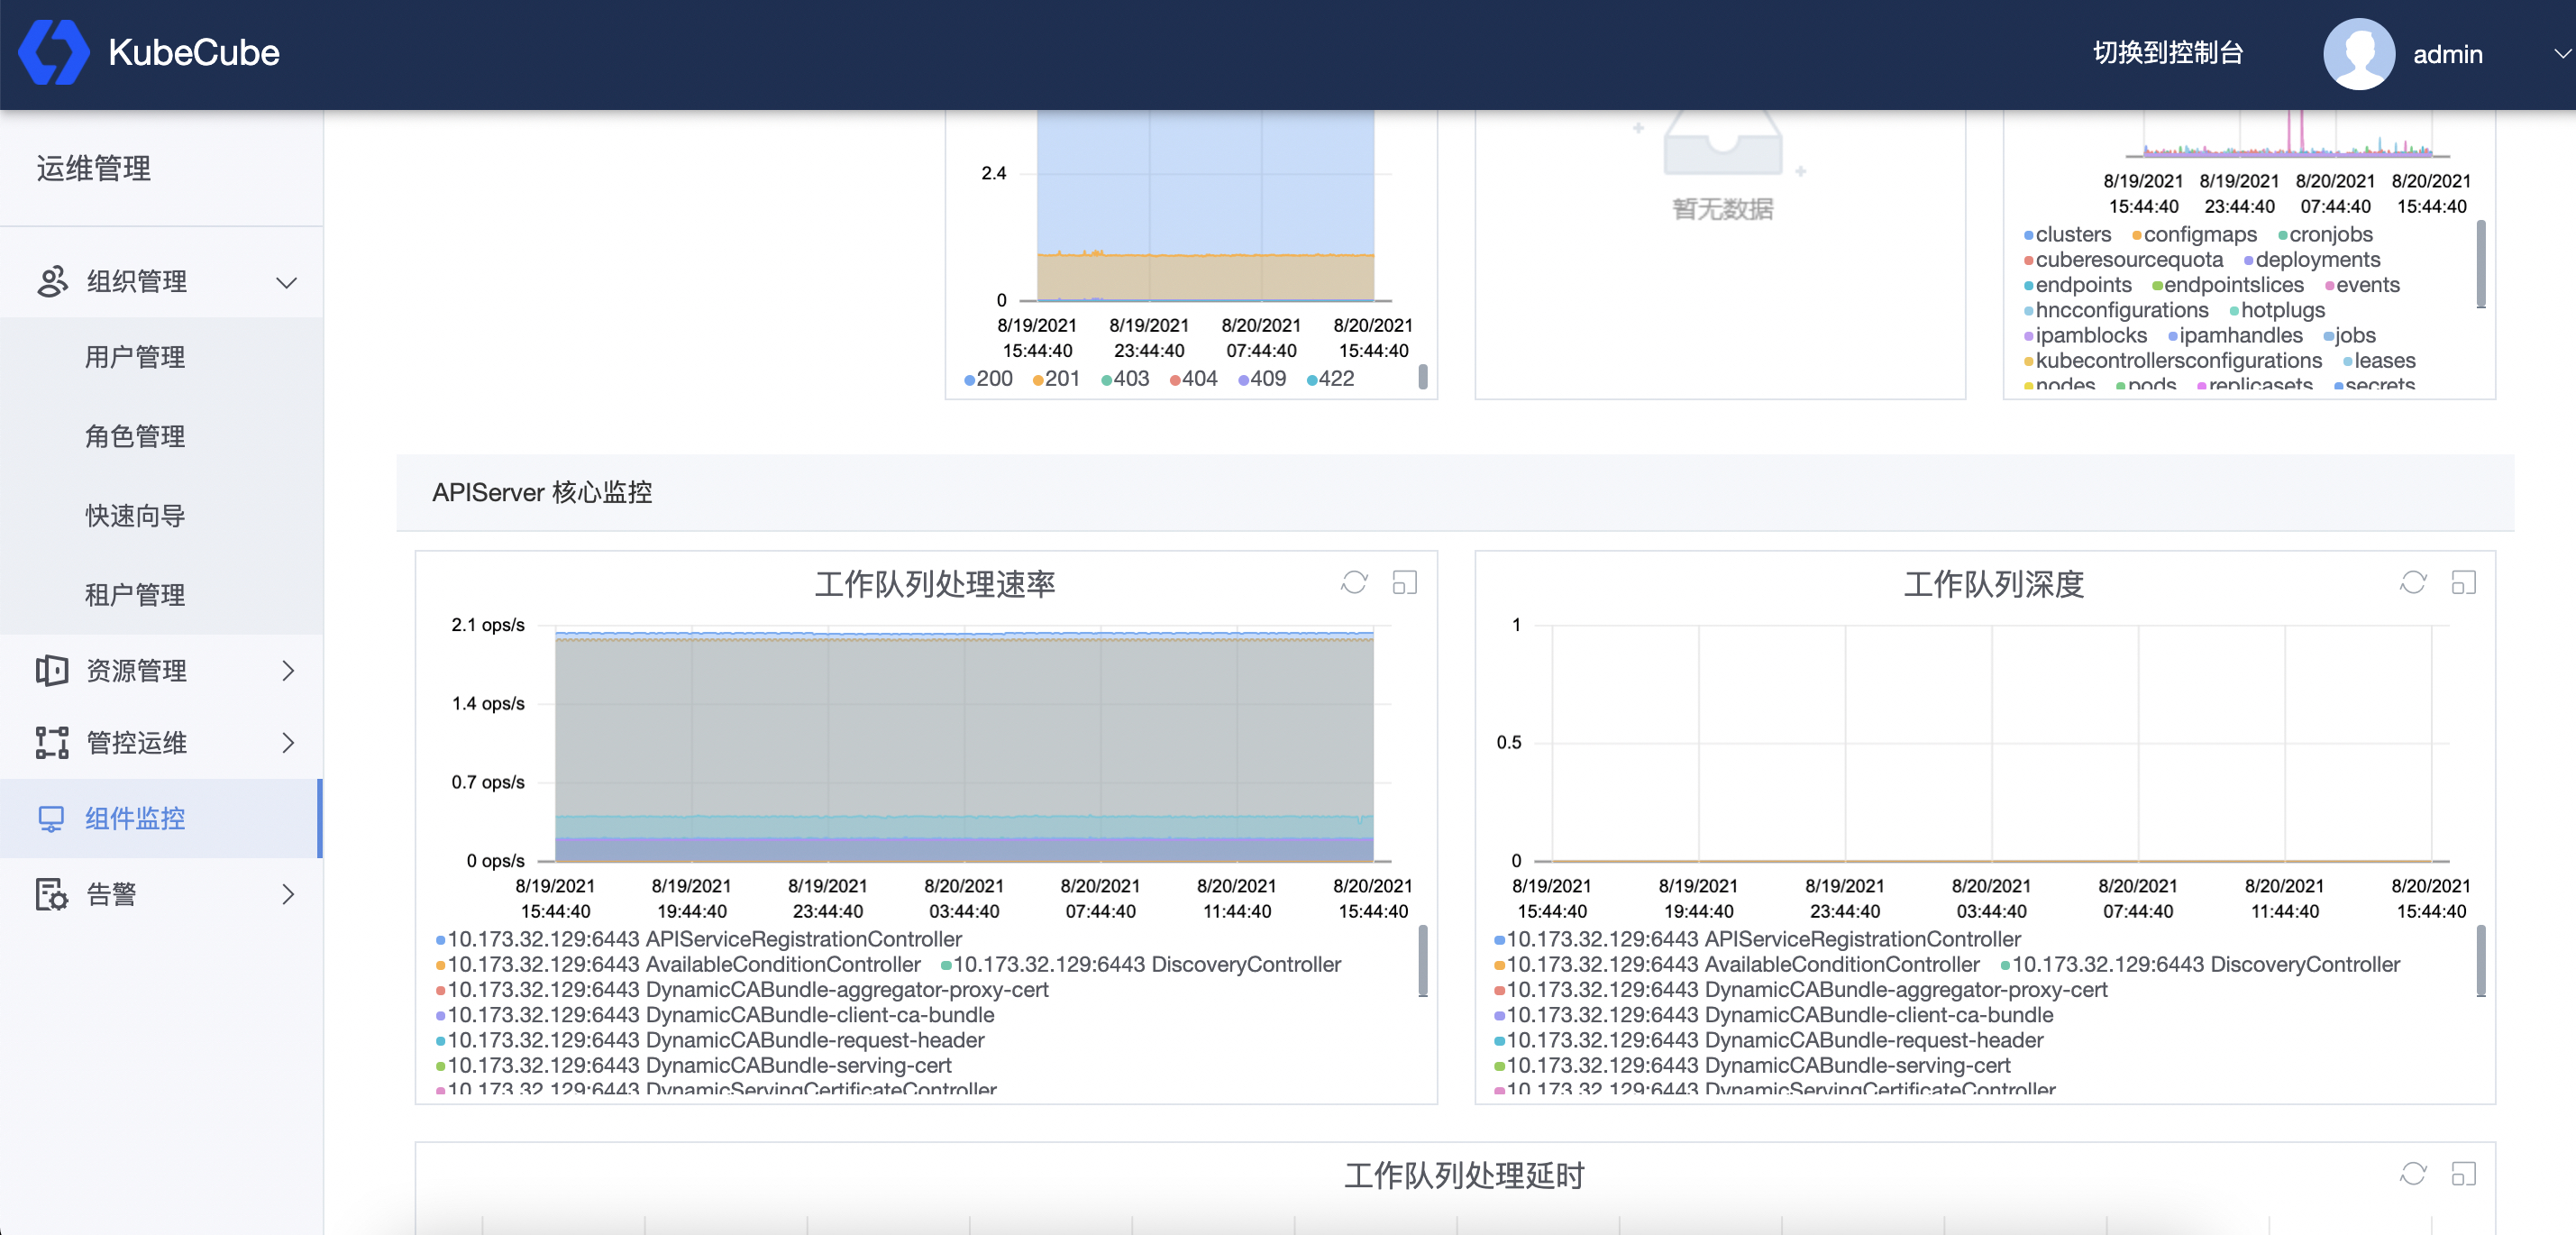 KubeCube
切换到控制台
admin
运维管理
组织管理
用户管理
角色管理
快速向导
租户管理
资源管理
管控运维
组件监控
告警
2.4
0
8/19/2021 8/19/2021 8/20/2021 8/20/2021
15:44:40 23:44:40 07:44:40 15:44:40
200 201 403 404 409 422
暂无数据
8/19/2021 8/19/2021 8/20/2021 8/20/2021
15:44:40 23:44:40 07:44:40 15:44:40
clusters configmaps cronjobs
cuberesourcequota deployments
endpoints endpointslices events
hncconfigurations hotplugs
ipamblocks ipamhandles jobs
kubecontrollersconfigurations leases
nodes pods replicasets secrets
APIServer 核心监控
工作队列处理速率
2.1 ops/s
1.4 ops/s
0.7 ops/s
0 ops/s
8/19/2021 8/19/2021 8/19/2021 8/20/2021 8/20/2021 8/20/2021 8/20/2021
15:44:40 19:44:40 23:44:40 03:44:40 07:44:40 11:44:40 15:44:40
10.173.32.129:6443 APIServiceRegistrationController
10.173.32.129:6443 AvailableConditionController 10.173.32.129:6443 DiscoveryController
10.173.32.129:6443 DynamicCABundle-aggregator-proxy-cert
10.173.32.129:6443 DynamicCABundle-client-ca-bundle
10.173.32.129:6443 DynamicCABundle-request-header
10.173.32.129:6443 DynamicCABundle-serving-cert
10.173.32.129:6443 DynamicServingCertificateController
工作队列深度
1
0.5
0
8/19/2021 8/19/2021 8/19/2021 8/20/2021 8/20/2021 8/20/2021 8/20/2021
15:44:40 19:44:40 23:44:40 03:44:40 07:44:40 11:44:40 15:44:40
10.173.32.129:6443 APIServiceRegistrationController
10.173.32.129:6443 AvailableConditionController 10.173.32.129:6443 DiscoveryController
10.173.32.129:6443 DynamicCABundle-aggregator-proxy-cert
10.173.32.129:6443 DynamicCABundle-client-ca-bundle
10.173.32.129:6443 DynamicCABundle-request-header
10.173.32.129:6443 DynamicCABundle-serving-cert
10.173.32.129:6443 DynamicServingCertificateController
工作队列处理延时